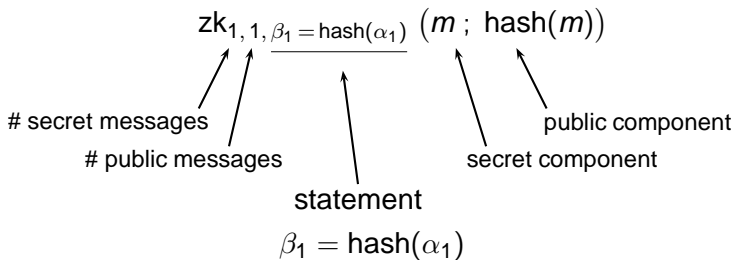 zk₁, ₁, β₁ = hash(α₁) (m ; hash(m))
# secret messages
public component
# public messages
secret component
statement
β₁ = hash(α₁)